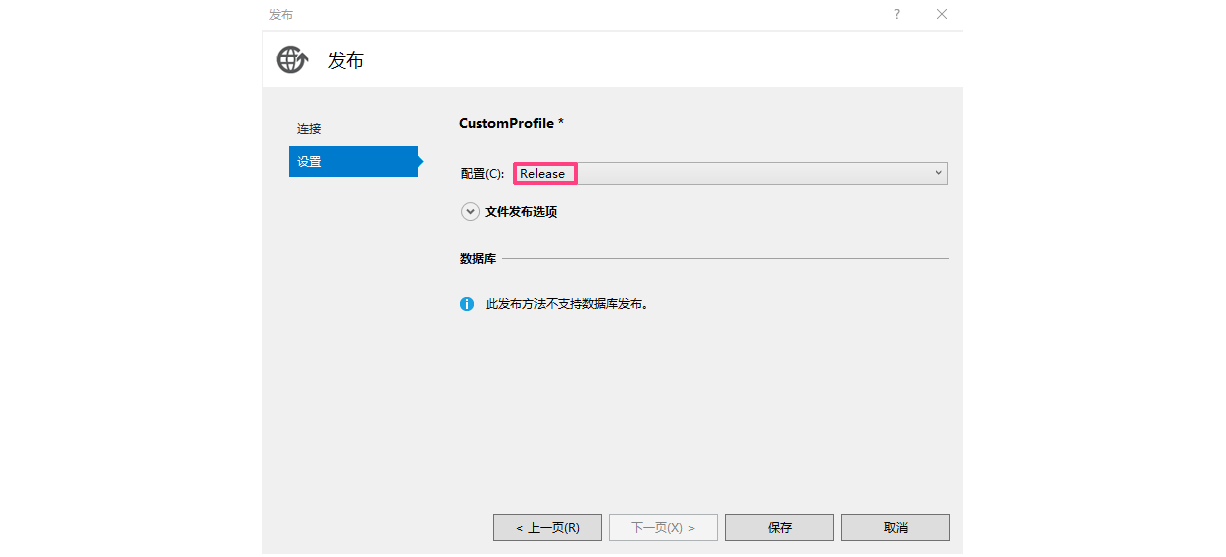 发布
?
发布
连接
设置
CustomProfile *
配置(C): Release
文件发布选项
数据库
此发布方法不支持数据库发布。
< 上一页(R) 下一页(X) > 保存 取消